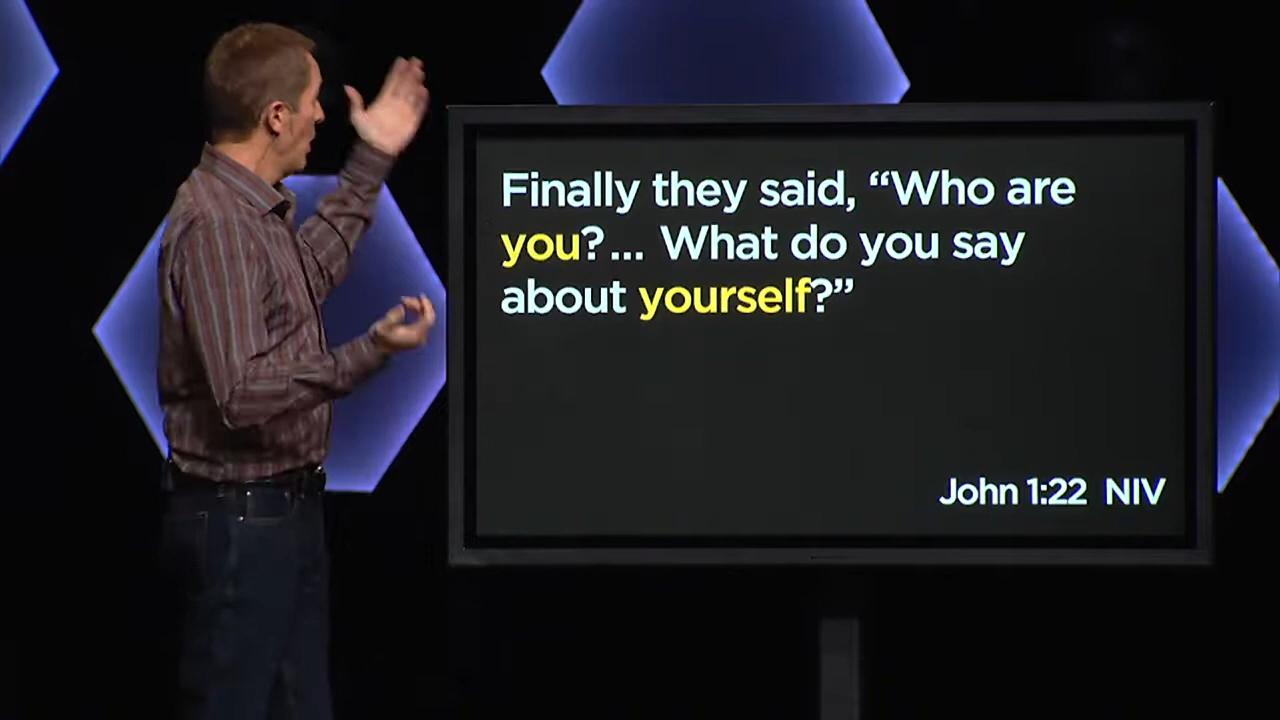 Finally they said, “Who are
you?... What do you say
about yourself?”
John 1:22 NIV